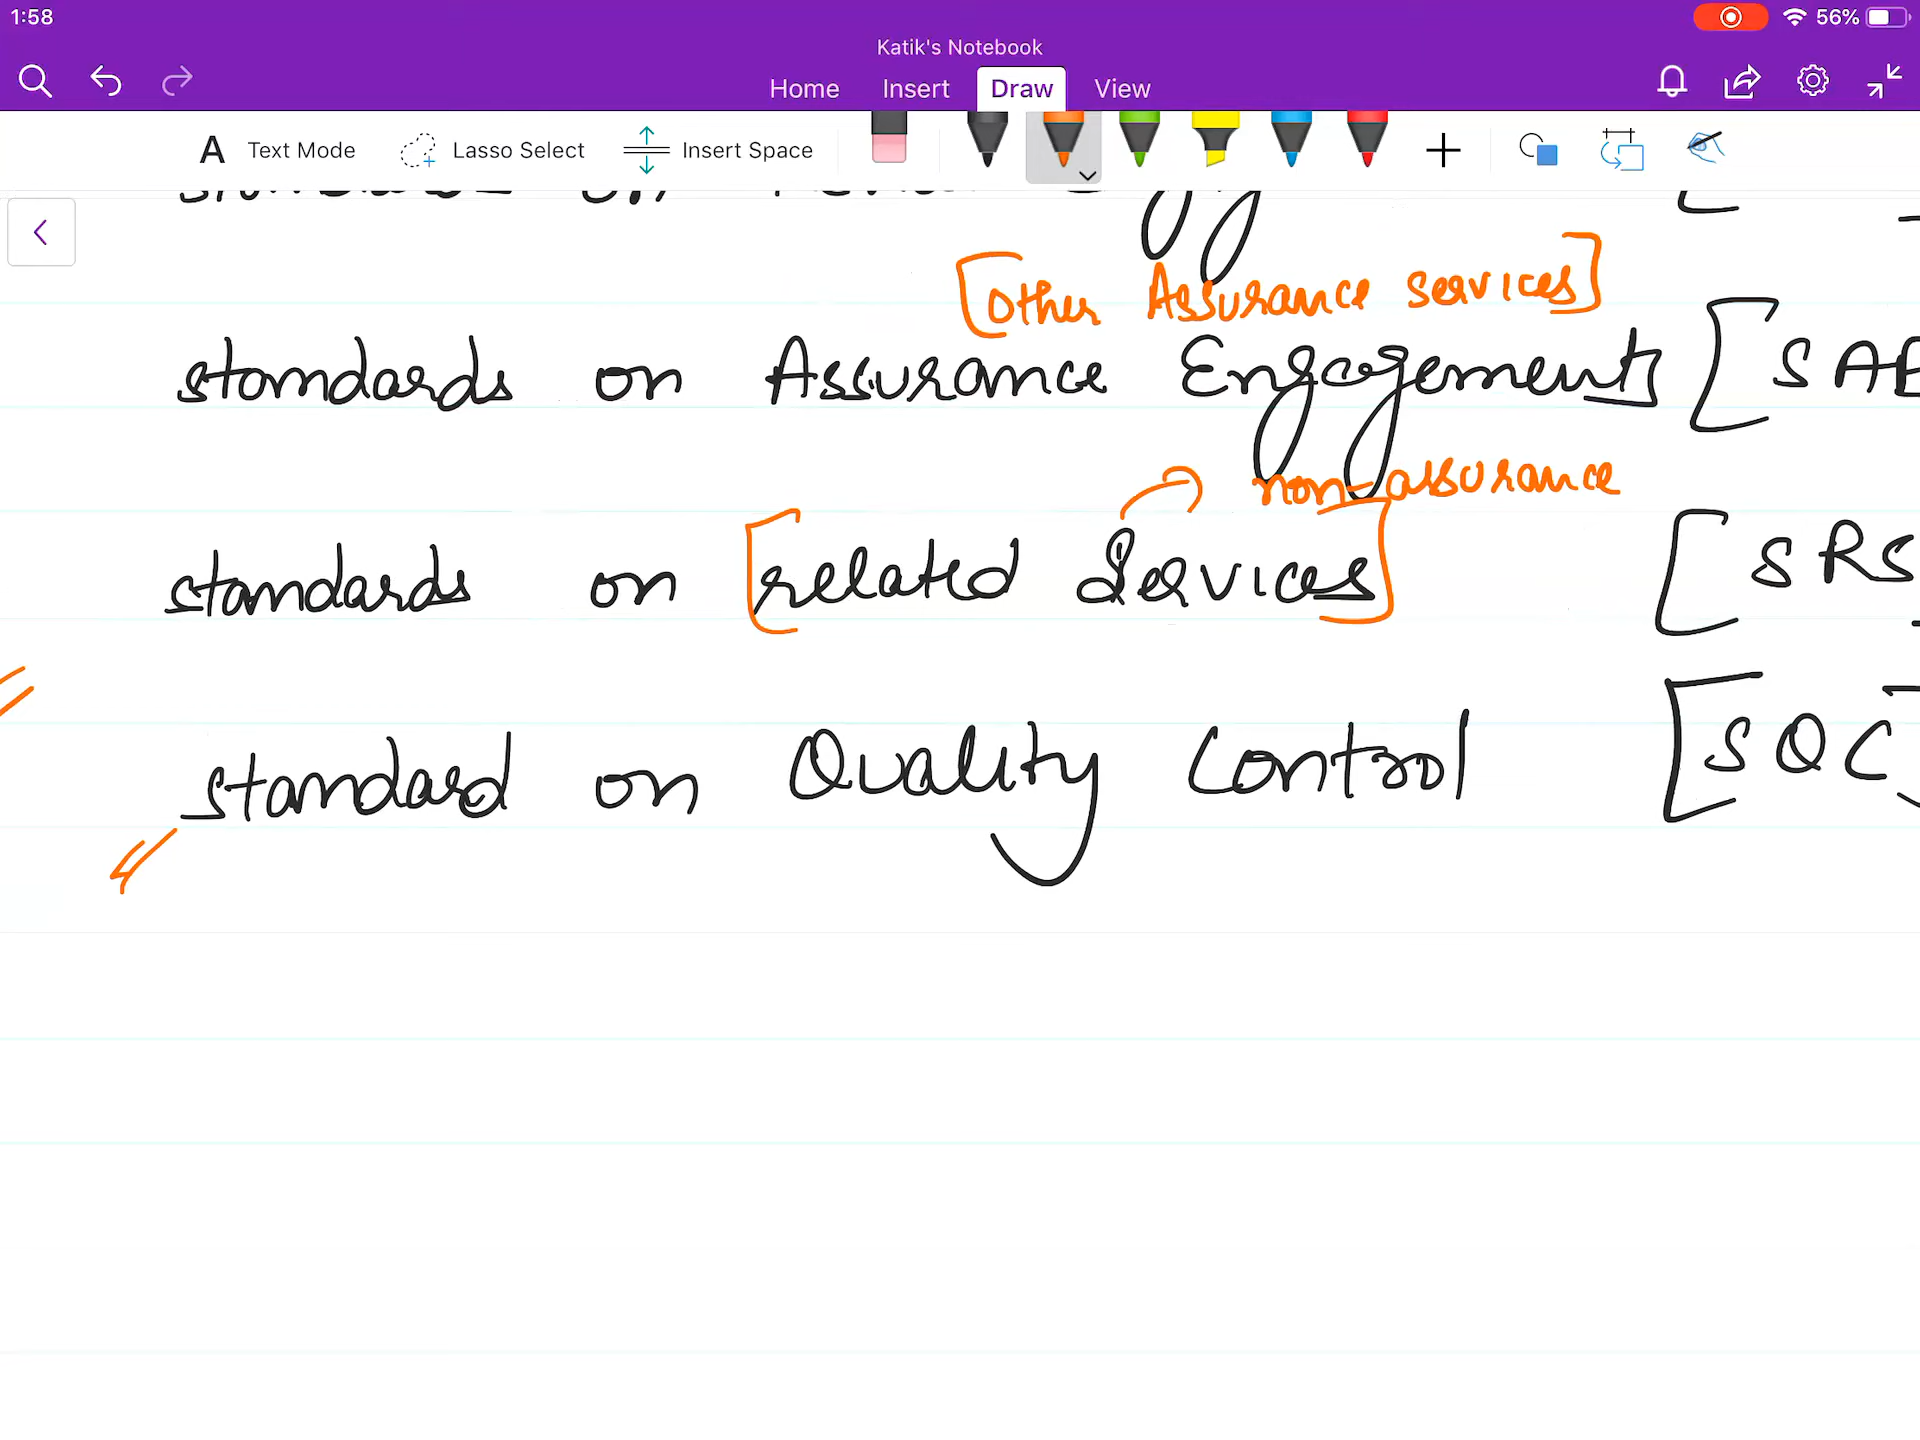 1:58
56%
Katik's Notebook
Home Insert Draw View
A Text Mode Lasso Select Insert Space
[other Assurance services]
standards on Assurance Engagements [SAE
non-assurance
standards on [related Services] [SRS
standard on Quality Control [SQC]